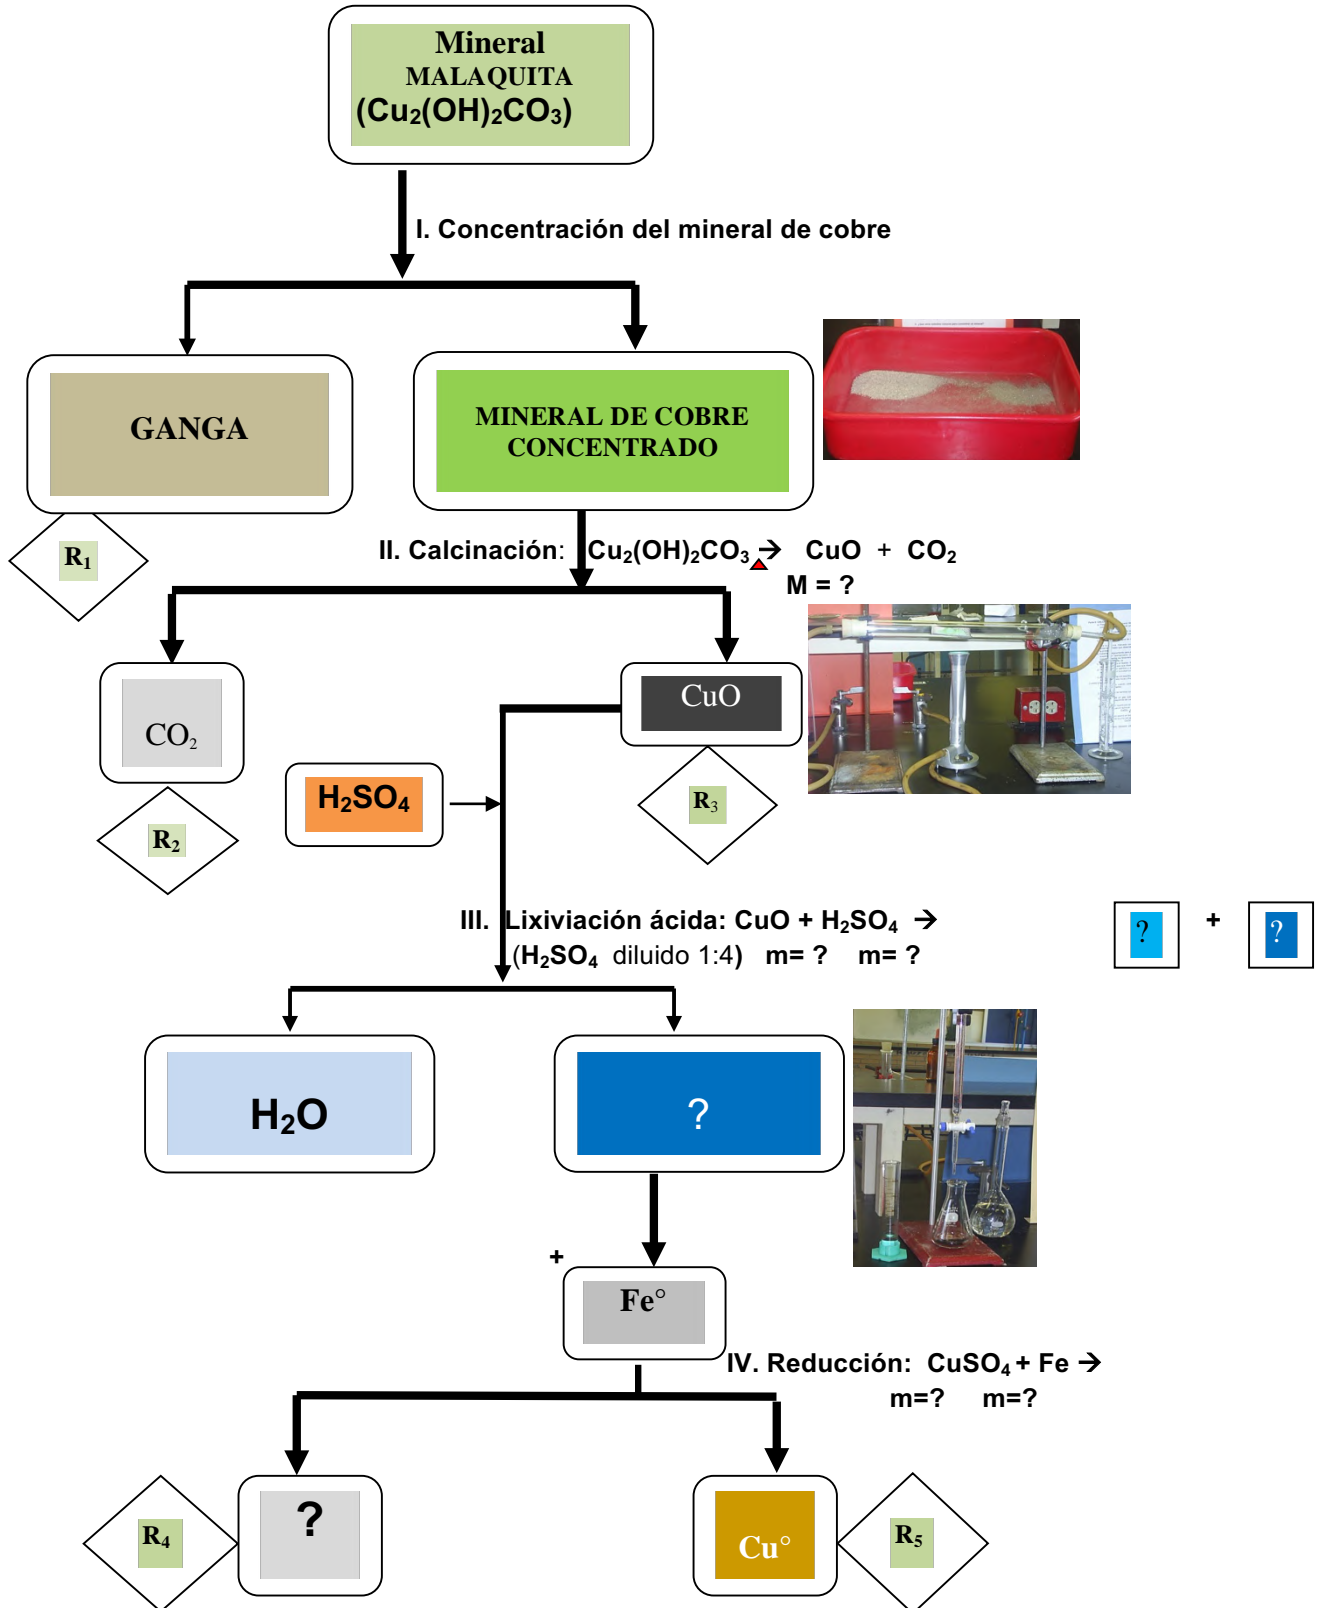 Mineral
MALAQUITA
(Cu₂(OH)₂CO₃)
I. Concentración del mineral de cobre
GANGA
MINERAL DE COBRE
CONCENTRADO
R₁
II. Calcinación: Cu₂(OH)₂CO₃ → CuO + CO₂
M = ?
CO₂
CuO
R₂
H₂SO₄
R₃
III. Lixiviación ácida: CuO + H₂SO₄ → ? + ?
(H₂SO₄ diluido 1:4) m= ? m= ?
H₂O
?
+
Fe°
IV. Reducción: CuSO₄ + Fe →
m=? m=?
R₄
?
Cu°
R₅